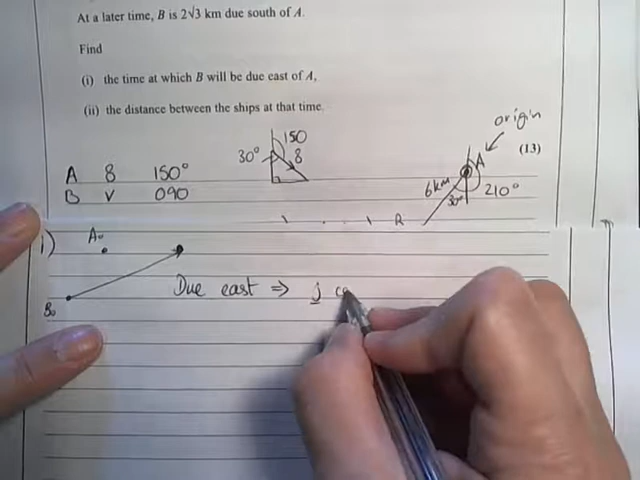 At a later time, B is 2√3 km due south of A.
Find
(i) the time at which B will be due east of A,
(ii) the distance between the ships at that time.
(13)
origin
150
30°
8
A
6km
30°
210°
A 8 150°
B v 090
R
i)
A₀
B₀
Due east ⇒ j co